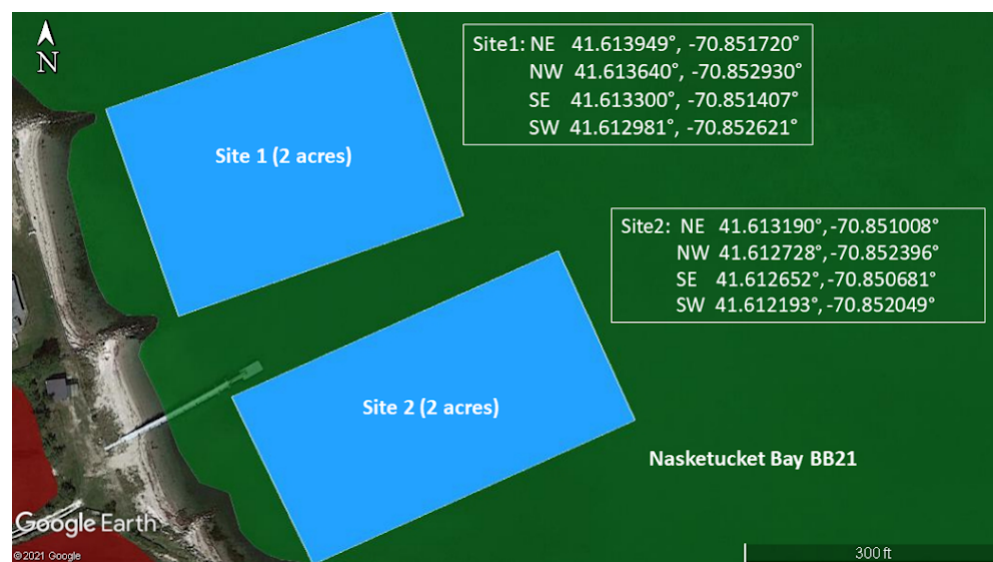 N
Site1: NE 41.613949°, -70.851720°
NW 41.613640°, -70.852930°
SE 41.613300°, -70.851407°
SW 41.612981°, -70.852621°
Site 1 (2 acres)
Site2: NE 41.613190°,-70.851008°
NW 41.612728°,-70.852396°
SE 41.612652°,-70.850681°
SW 41.612193°,-70.852049°
Site 2 (2 acres)
Nasketucket Bay BB21
Google Earth
©2021 Google
300 ft